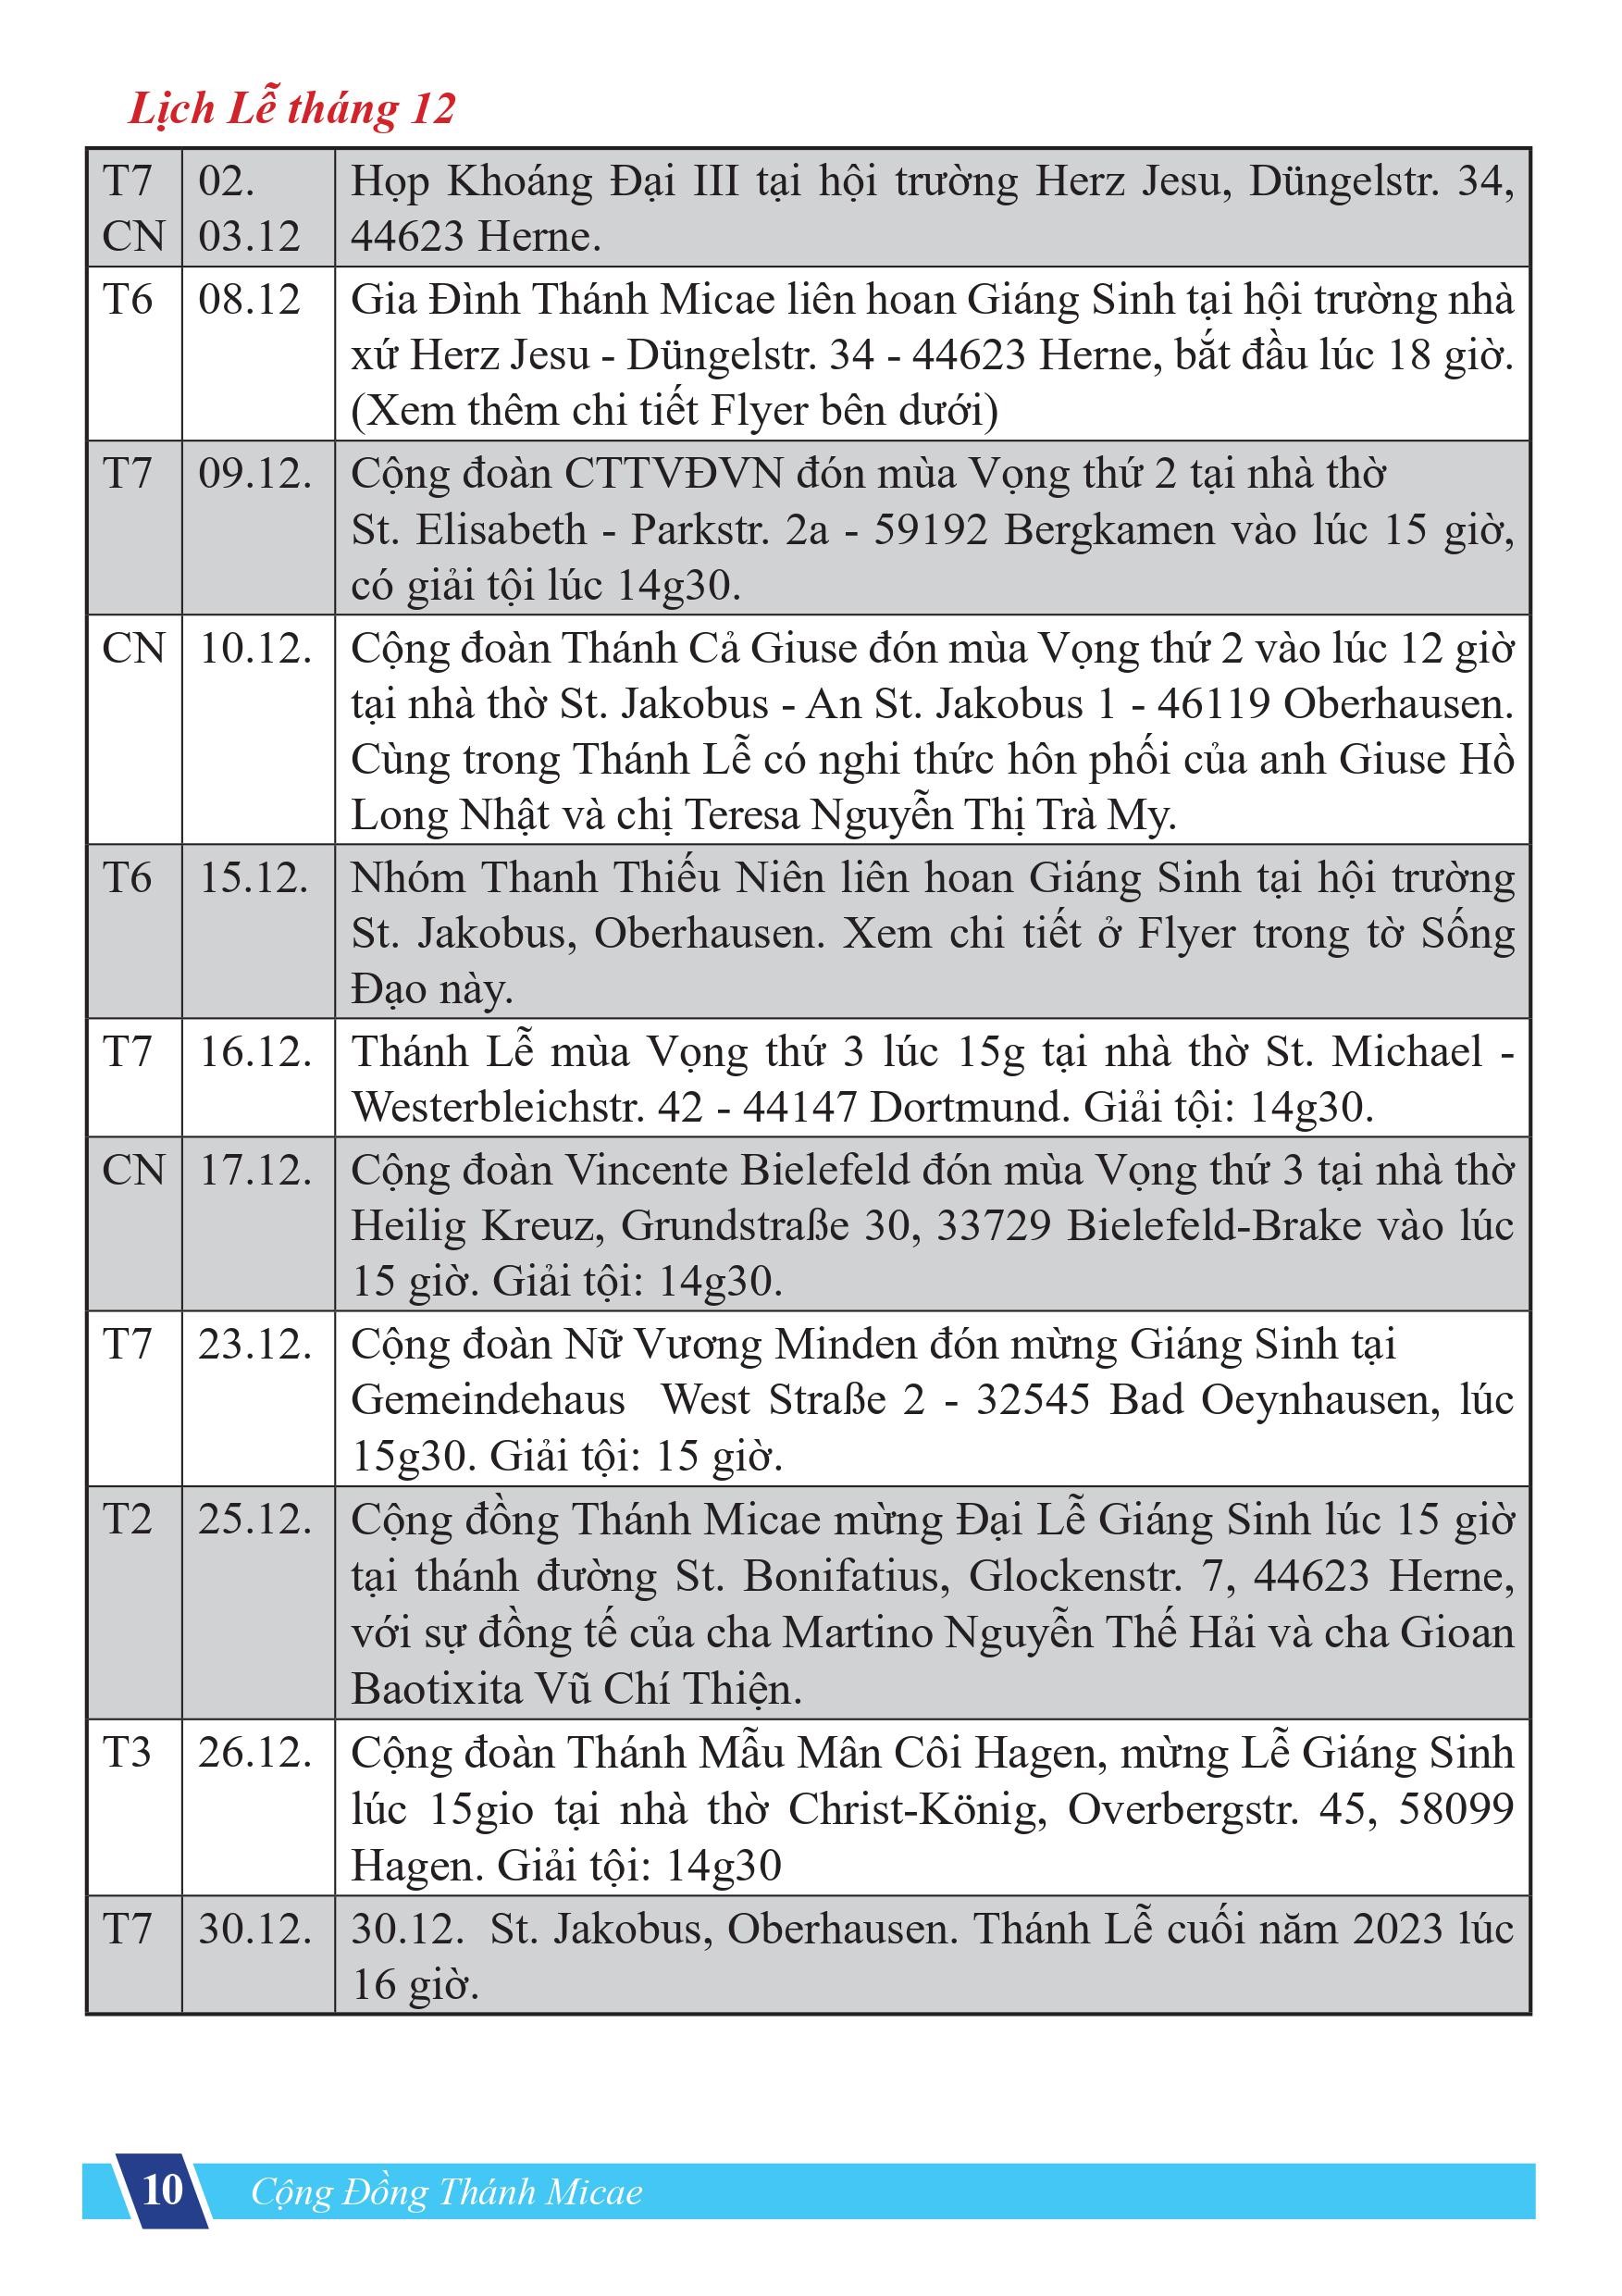 Lịch Lễ tháng 12
T7 02. Họp Khoáng Đại III tại hội trường Herz Jesu, Düngelstr. 34,
CN 03.12 44623 Herne.
T6 08.12 Gia Đình Thánh Micae liên hoan Giáng Sinh tại hội trường nhà
xứ Herz Jesu - Düngelstr. 34 - 44623 Herne, bắt đầu lúc 18 giờ.
(Xem thêm chi tiết Flyer bên dưới)
T7 09.12. Cộng đoàn CTTVĐVN đón mùa Vọng thứ 2 tại nhà thờ
St. Elisabeth - Parkstr. 2a - 59192 Bergkamen vào lúc 15 giờ,
có giải tội lúc 14g30.
CN 10.12. Cộng đoàn Thánh Cả Giuse đón mùa Vọng thứ 2 vào lúc 12 giờ
tại nhà thờ St. Jakobus - An St. Jakobus 1 - 46119 Oberhausen.
Cùng trong Thánh Lễ có nghi thức hôn phối của anh Giuse Hồ
Long Nhật và chị Teresa Nguyễn Thị Trà My.
T6 15.12. Nhóm Thanh Thiếu Niên liên hoan Giáng Sinh tại hội trường
St. Jakobus, Oberhausen. Xem chi tiết ở Flyer trong tờ Sống
Đạo này.
T7 16.12. Thánh Lễ mùa Vọng thứ 3 lúc 15g tại nhà thờ St. Michael -
Westerbleichstr. 42 - 44147 Dortmund. Giải tội: 14g30.
CN 17.12. Cộng đoàn Vincente Bielefeld đón mùa Vọng thứ 3 tại nhà thờ
Heilig Kreuz, Grundstraße 30, 33729 Bielefeld-Brake vào lúc
15 giờ. Giải tội: 14g30.
T7 23.12. Cộng đoàn Nữ Vương Minden đón mừng Giáng Sinh tại
Gemeindehaus West Straße 2 - 32545 Bad Oeynhausen, lúc
15g30. Giải tội: 15 giờ.
T2 25.12. Cộng đồng Thánh Micae mừng Đại Lễ Giáng Sinh lúc 15 giờ
tại thánh đường St. Bonifatius, Glockenstr. 7, 44623 Herne,
với sự đồng tế của cha Martino Nguyễn Thế Hải và cha Gioan
Baotixita Vũ Chí Thiện.
T3 26.12. Cộng đoàn Thánh Mẫu Mân Côi Hagen, mừng Lễ Giáng Sinh
lúc 15gio tại nhà thờ Christ-König, Overbergstr. 45, 58099
Hagen. Giải tội: 14g30
T7 30.12. 30.12. St. Jakobus, Oberhausen. Thánh Lễ cuối năm 2023 lúc
16 giờ.
10 Cộng Đồng Thánh Micae